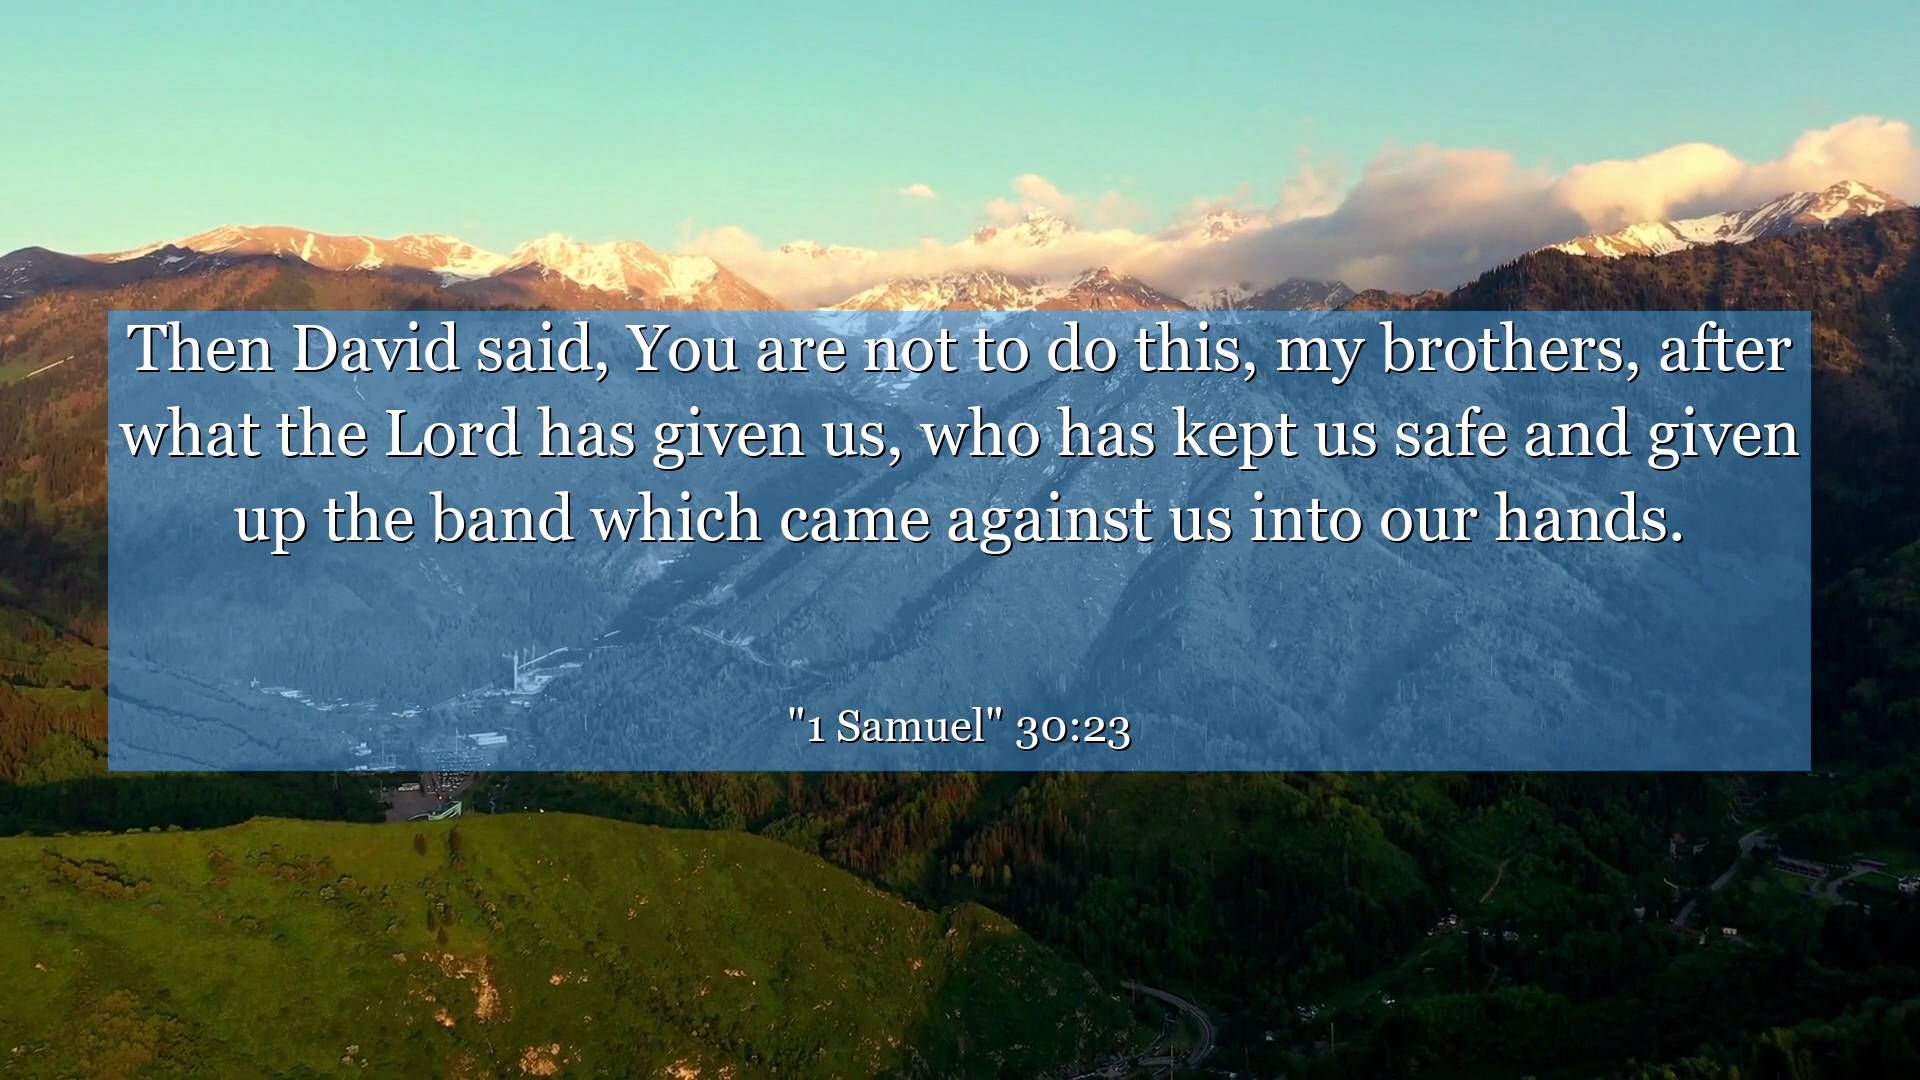 Then David said, You are not to do this, my brothers, after
what the Lord has given us, who has kept us safe and given
up the band which came against us into our hands.
"1 Samuel" 30:23